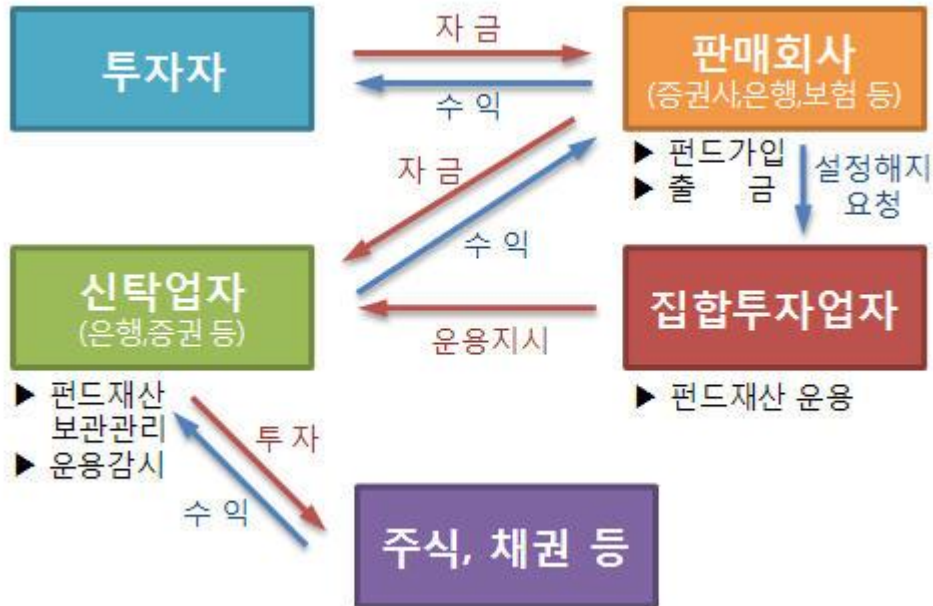 투자자
자 금
수 익
판매회사
(증권사,은행,보험 등)
▶ 펀드가입
▶ 출 금
설정해지
요청
자 금
수 익
신탁업자
(은행,증권 등)
운용지시
집합투자업자
▶ 펀드재산
보관관리
▶ 운용감시
▶ 펀드재산 운용
투 자
수 익
주식, 채권 등